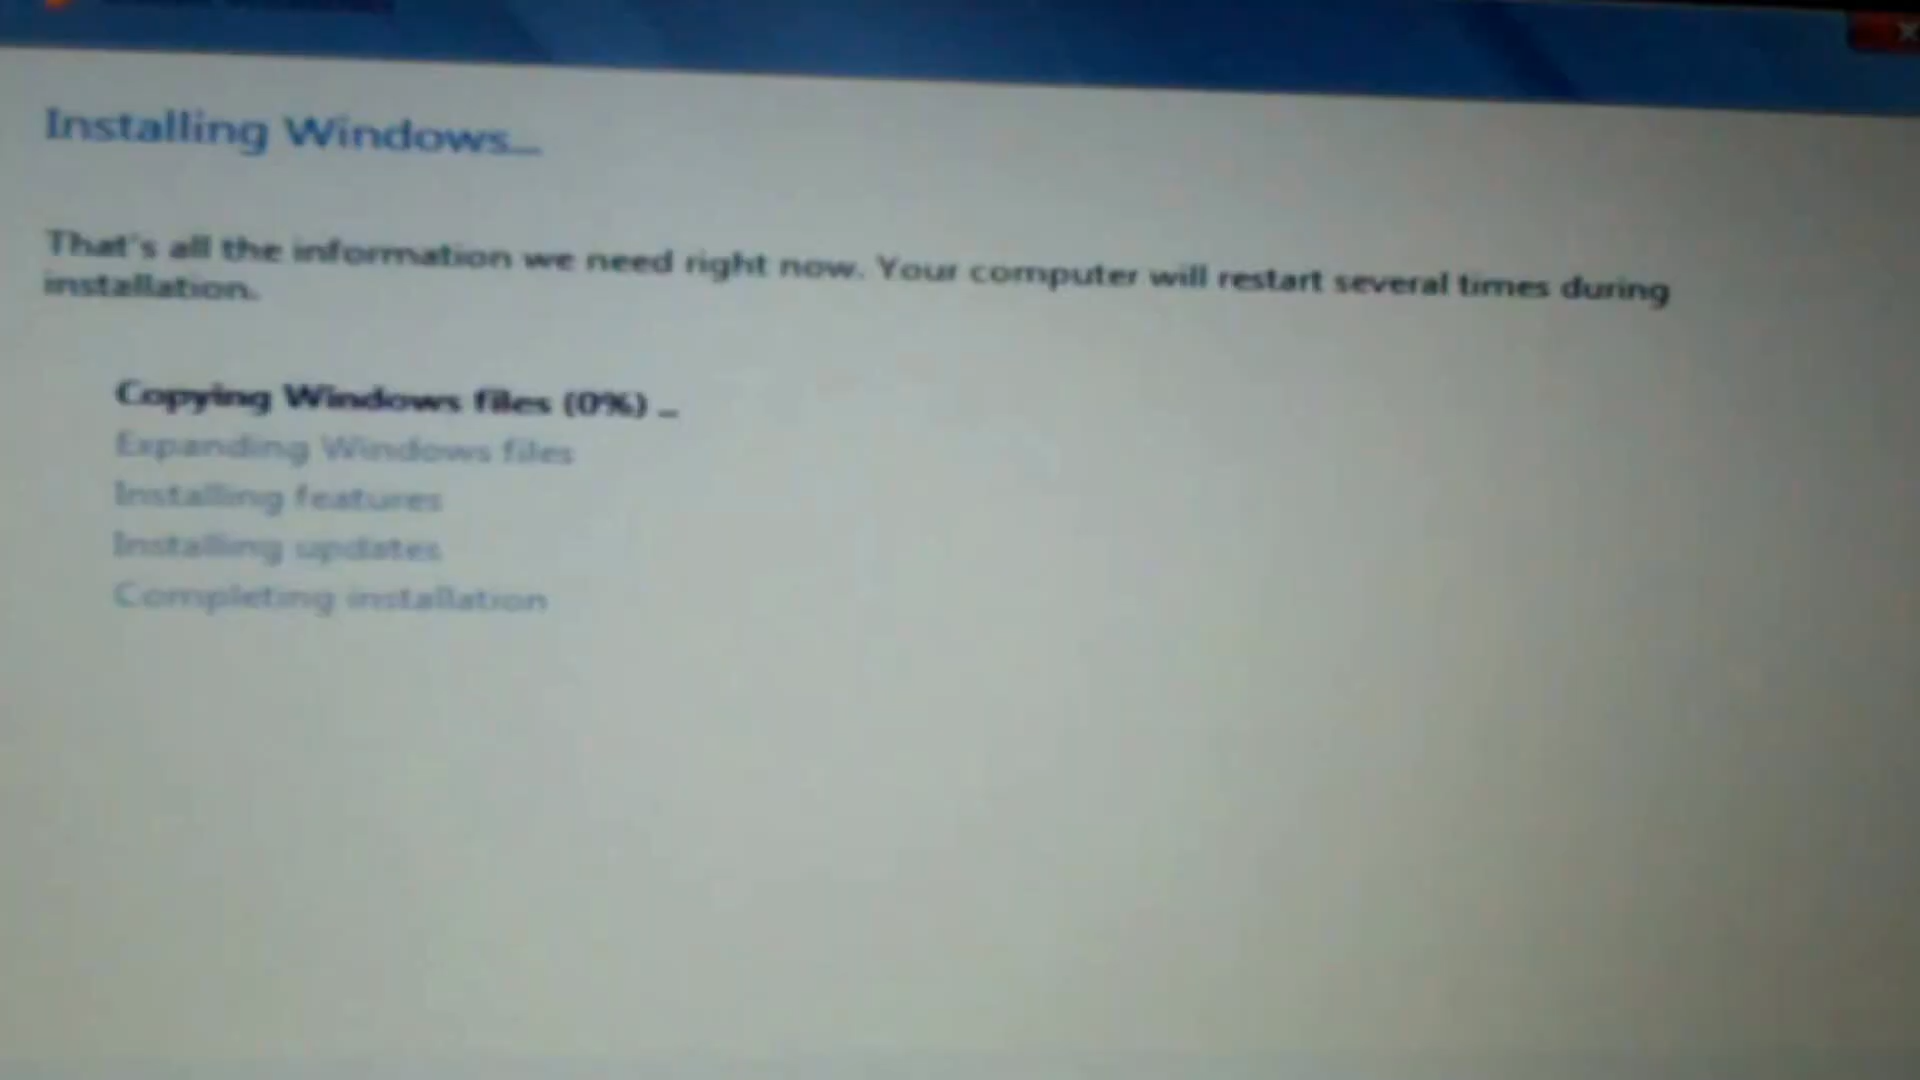 Installing Windows...
That's all the information we need right now. Your computer will restart several times during
installation.
Copying Windows files (0%) ...
Expanding Windows files
Installing features
Installing updates
Completing installation